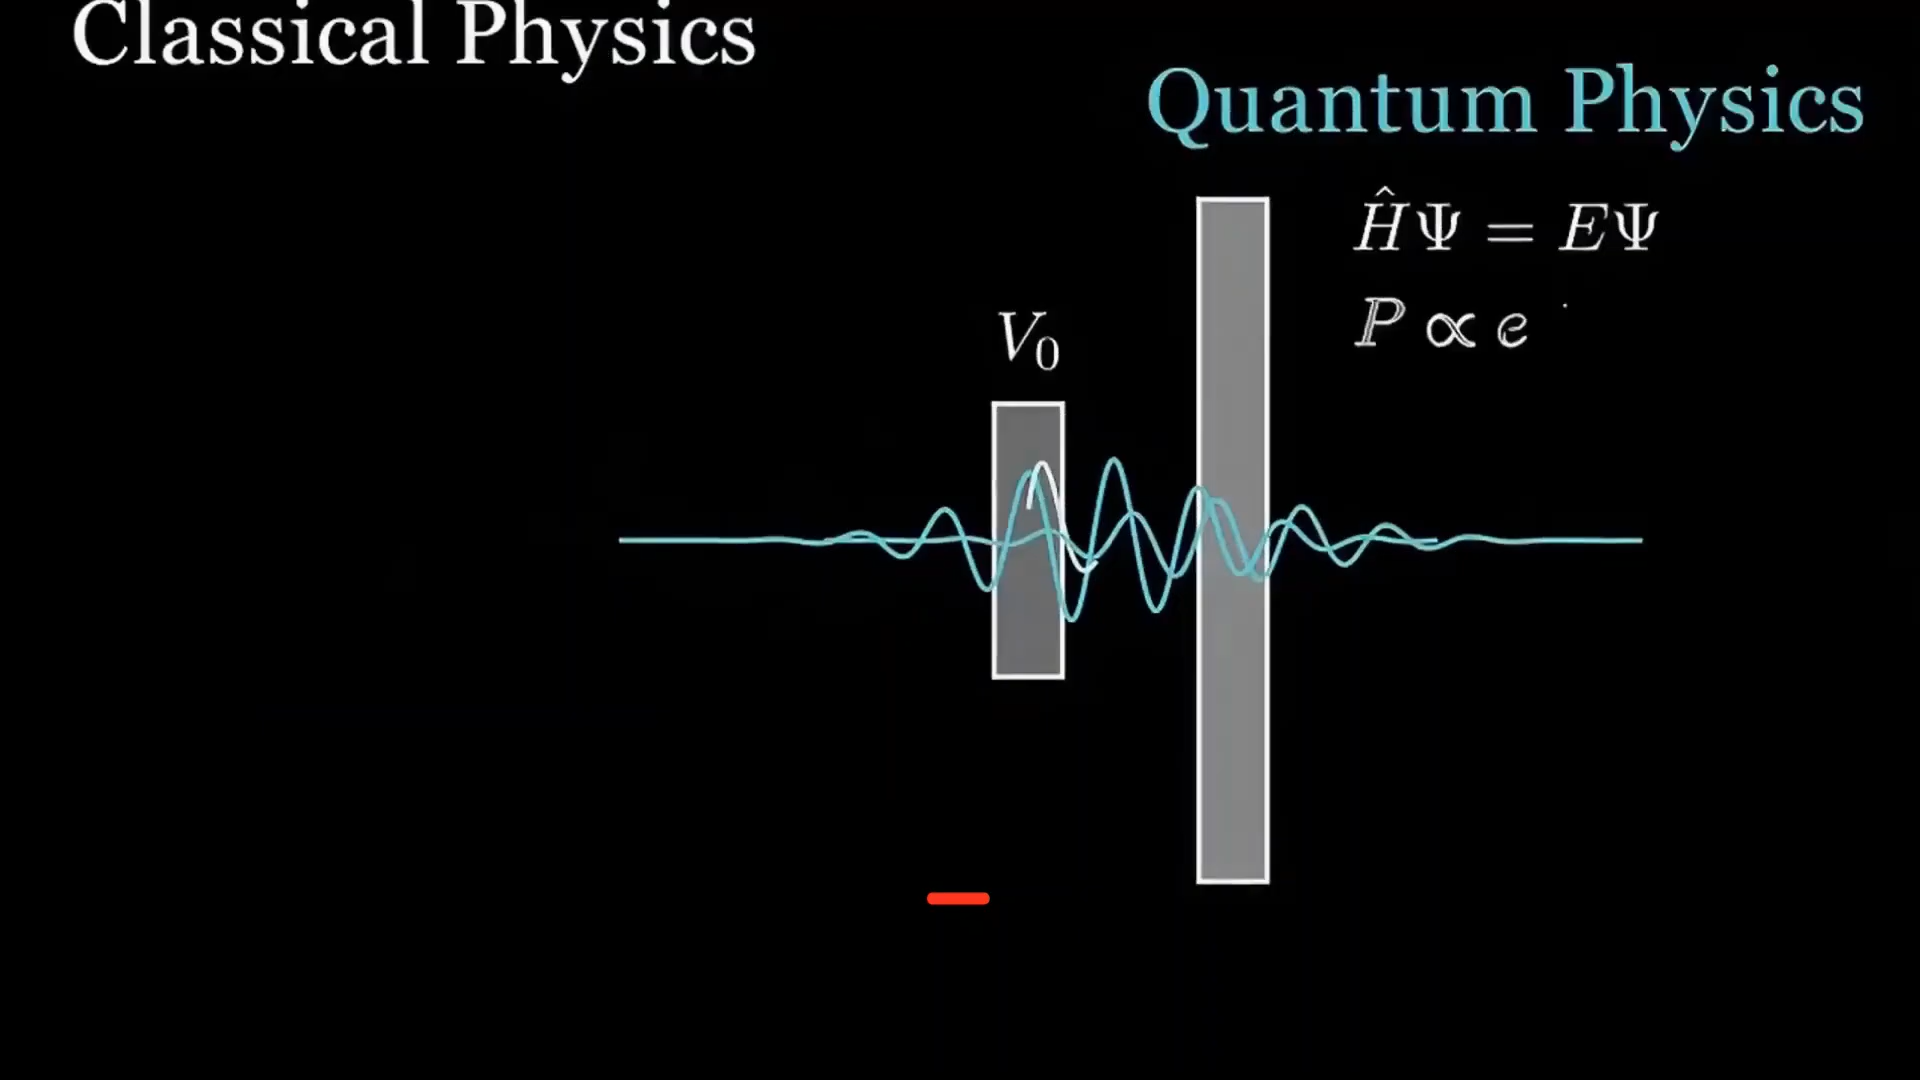 Classical Physics
Quantum Physics
ĤΨ = EΨ
P ∝ e
V₀